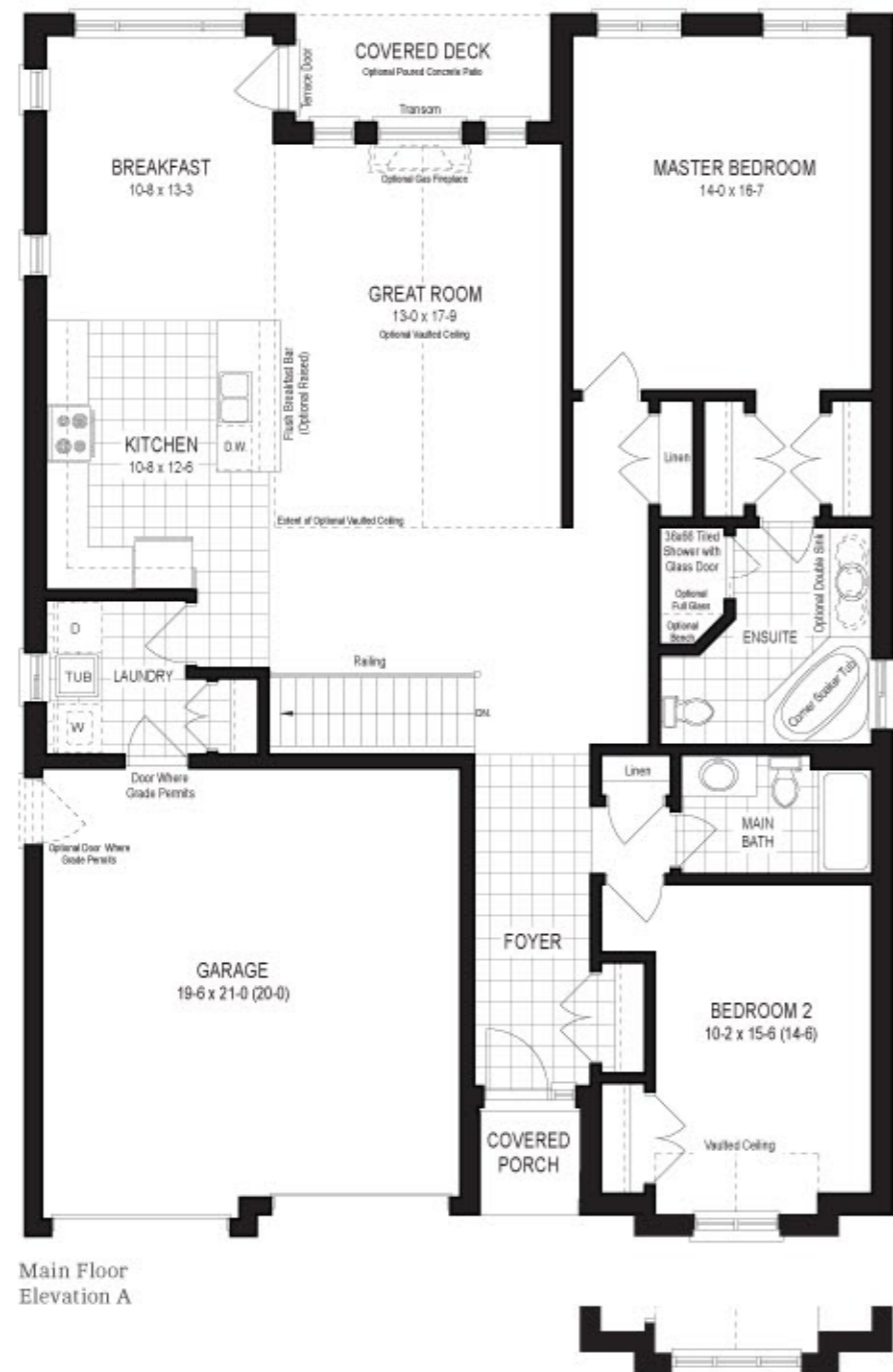 COVERED DECK
Optional Poured Concrete Patio
Terrace Door
Transom
Optional Gas Fireplace
BREAKFAST
10-8 x 13-3
MASTER BEDROOM
14-0 x 16-7
GREAT ROOM
13-0 x 17-9
Optional Vaulted Ceiling
Flush Breakfast Bar
(Optional Raised)
KITCHEN
10-8 x 12-6
D.W.
Extent of Optional Vaulted Ceiling
Linen
36x66 Tiled
Shower with
Glass Door
Optional
Full Glass
Optional
Bench
Optional Double Sink
ENSUITE
Corner Soaker Tub
D
TUB
LAUNDRY
W
Railing
DN.
Door Where
Grade Permits
Optional Door Where
Grade Permits
Linen
MAIN
BATH
FOYER
GARAGE
19-6 x 21-0 (20-0)
BEDROOM 2
10-2 x 15-6 (14-6)
Vaulted Ceiling
COVERED
PORCH
Main Floor
Elevation A